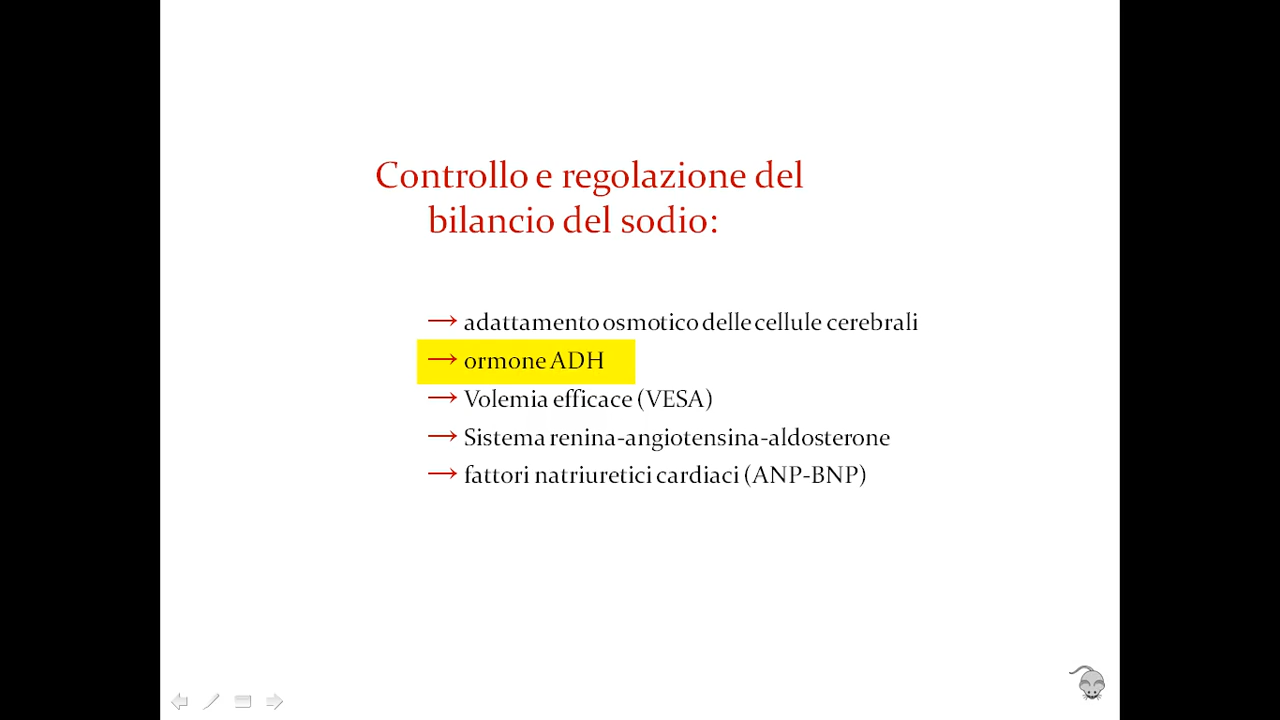 Controllo e regolazione del
bilancio del sodio:
→ adattamento osmotico delle cellule cerebrali
→ ormone ADH
→ Volemia efficace (VESA)
→ Sistema renina-angiotensina-aldosterone
→ fattori natriuretici cardiaci (ANP-BNP)